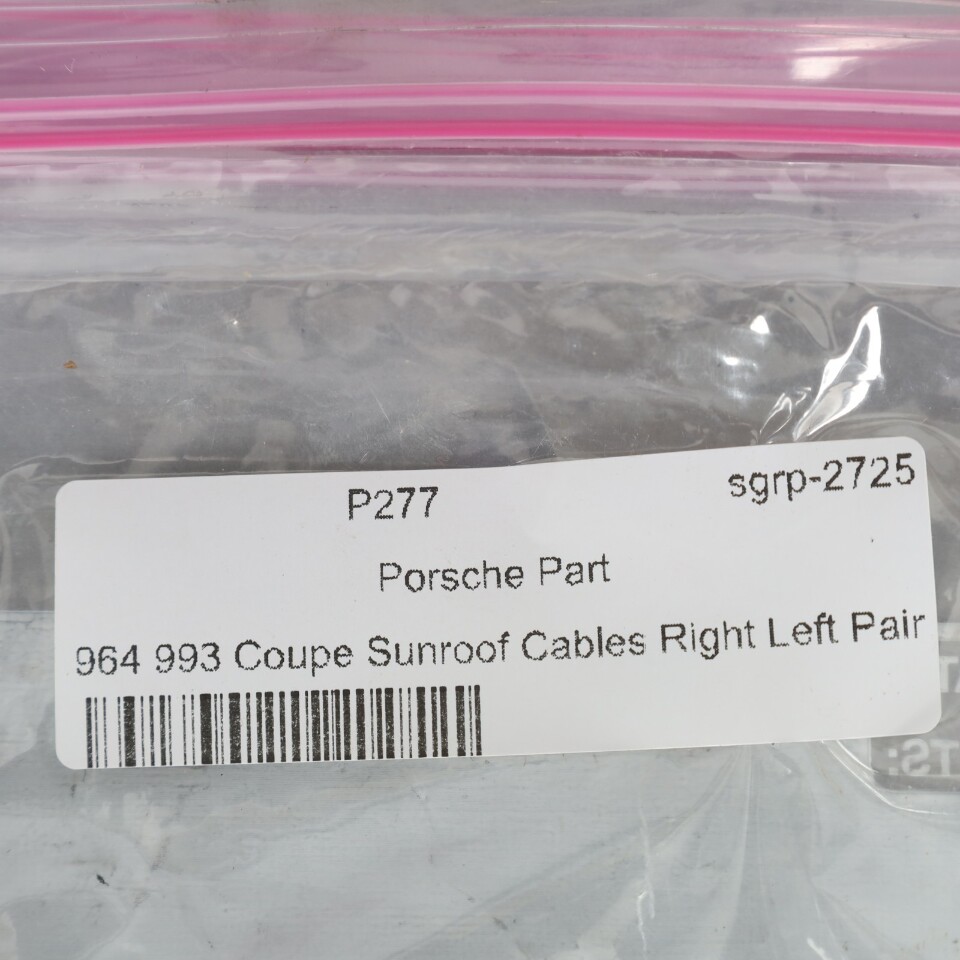 P277 sgrp-2725
Porsche Part
964 993 Coupe Sunroof Cables Right Left Pair